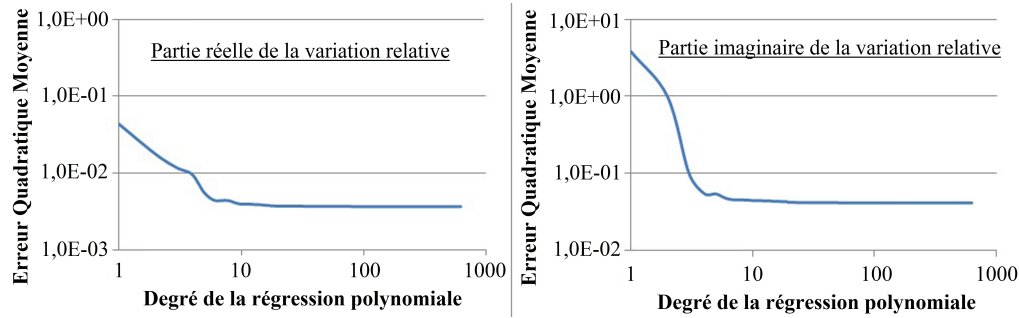 Erreur Quadratique Moyenne
1,0E+00
1,0E-01
1,0E-02
1,0E-03
Partie réelle de la variation relative
1
10
100
1000
Degré de la régression polynomiale
Erreur Quadratique Moyenne
1,0E+01
1,0E+00
1,0E-01
1,0E-02
Partie imaginaire de la variation relative
1
10
100
1000
Degré de la régression polynomiale